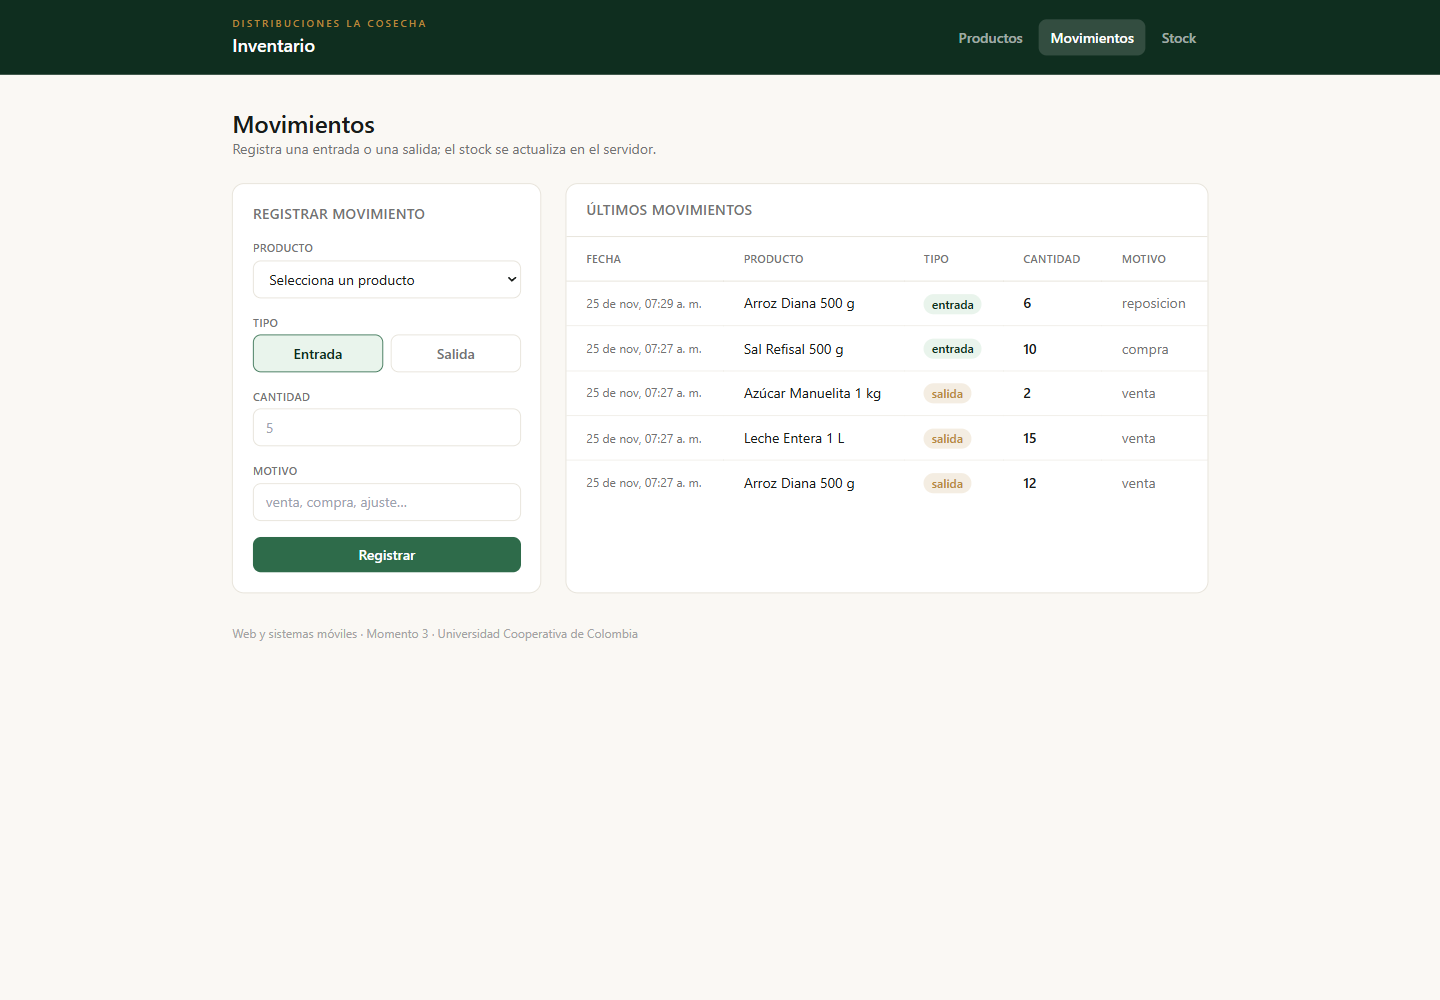 DISTRIBUCIONES LA COSECHA
Inventario
Productos Movimientos Stock
Movimientos
Registra una entrada o una salida; el stock se actualiza en el servidor.
REGISTRAR MOVIMIENTO
PRODUCTO
Selecciona un producto
TIPO
Entrada Salida
CANTIDAD
5
MOTIVO
venta, compra, ajuste...
Registrar
ÚLTIMOS MOVIMIENTOS
FECHA PRODUCTO TIPO CANTIDAD MOTIVO
25 de nov, 07:29 a. m. Arroz Diana 500 g entrada 6 reposicion
25 de nov, 07:27 a. m. Sal Refisal 500 g entrada 10 compra
25 de nov, 07:27 a. m. Azúcar Manuelita 1 kg salida 2 venta
25 de nov, 07:27 a. m. Leche Entera 1 L salida 15 venta
25 de nov, 07:27 a. m. Arroz Diana 500 g salida 12 venta
Web y sistemas móviles · Momento 3 · Universidad Cooperativa de Colombia